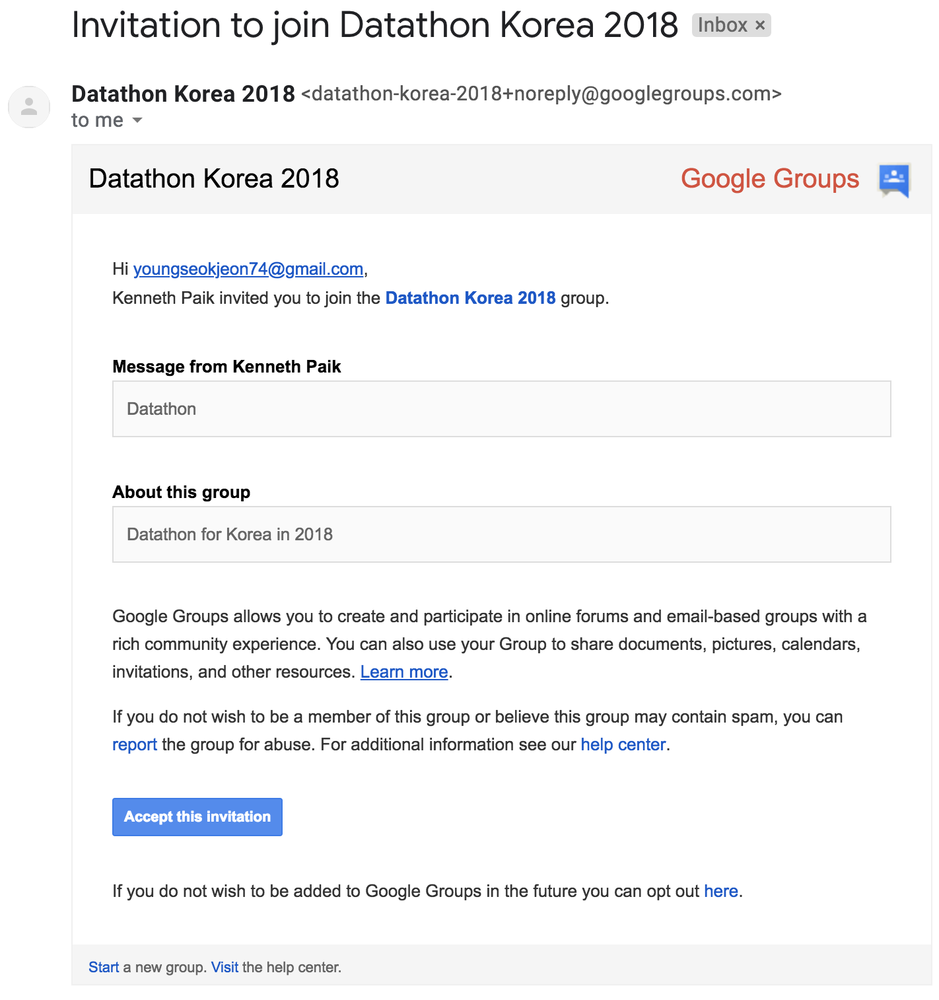 Invitation to join Datathon Korea 2018 Inbox ×
Datathon Korea 2018 <datathon-korea-2018+noreply@googlegroups.com>
to me
Datathon Korea 2018 Google Groups
Hi youngseokjeon74@gmail.com,
Kenneth Paik invited you to join the Datathon Korea 2018 group.
Message from Kenneth Paik
Datathon
About this group
Datathon for Korea in 2018
Google Groups allows you to create and participate in online forums and email-based groups with a
rich community experience. You can also use your Group to share documents, pictures, calendars,
invitations, and other resources. Learn more.
If you do not wish to be a member of this group or believe this group may contain spam, you can
report the group for abuse. For additional information see our help center.
Accept this invitation
If you do not wish to be added to Google Groups in the future you can opt out here.
Start a new group. Visit the help center.